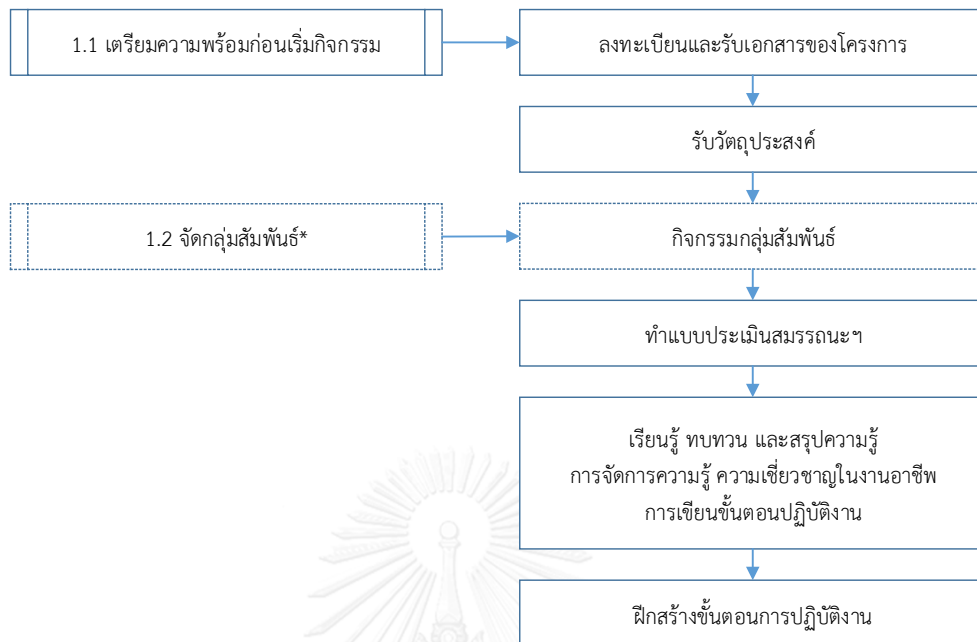 1.1 เตรียมความพร้อมก่อนเริ่มกิจกรรม
ลงทะเบียนและรับเอกสารของโครงการ
รับวัตถุประสงค์
1.2 จัดกลุ่มสัมพันธ์*
กิจกรรมกลุ่มสัมพันธ์
ทำแบบประเมินสมรรถนะฯ
เรียนรู้ ทบทวน และสรุปความรู้
การจัดการความรู้ ความเชี่ยวชาญในงานอาชีพ
การเขียนขั้นตอนปฏิบัติงาน
ฝึกสร้างขั้นตอนการปฏิบัติงาน